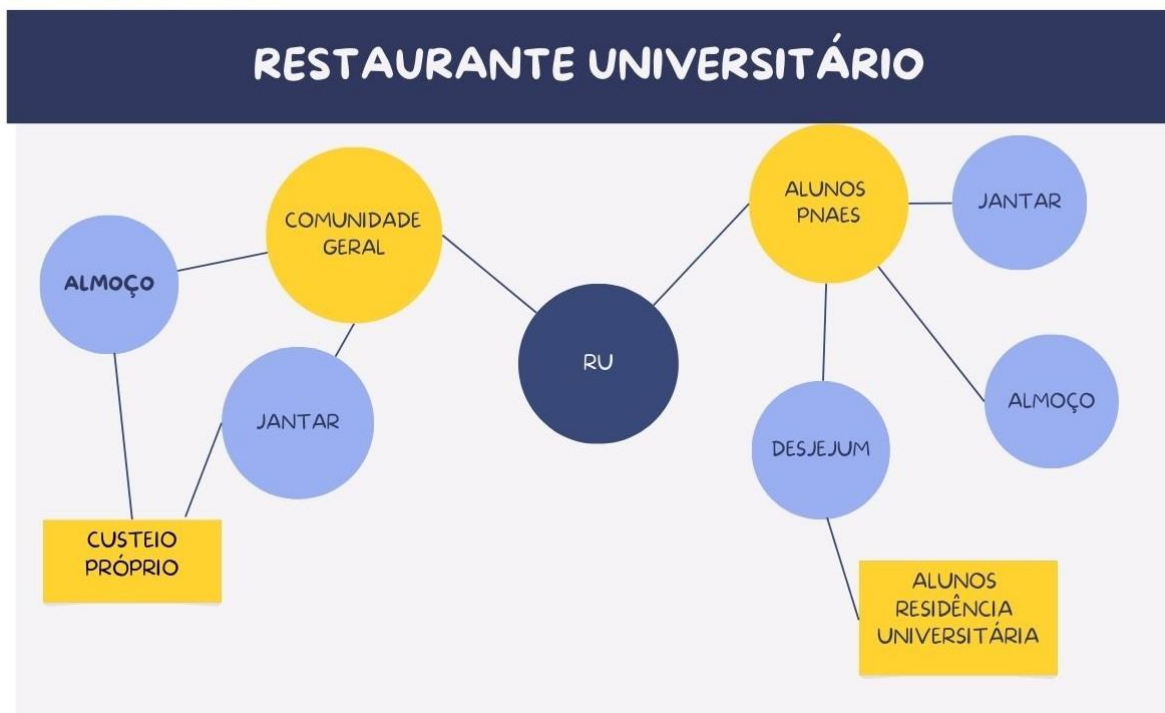 RESTAURANTE UNIVERSITÁRIO
COMUNIDADE
GERAL
ALMOÇO
JANTAR
CUSTEIO
PRÓPRIO
RU
ALUNOS
PNAES
JANTAR
ALMOÇO
DESJEJUM
ALUNOS
RESIDÊNCIA
UNIVERSITÁRIA